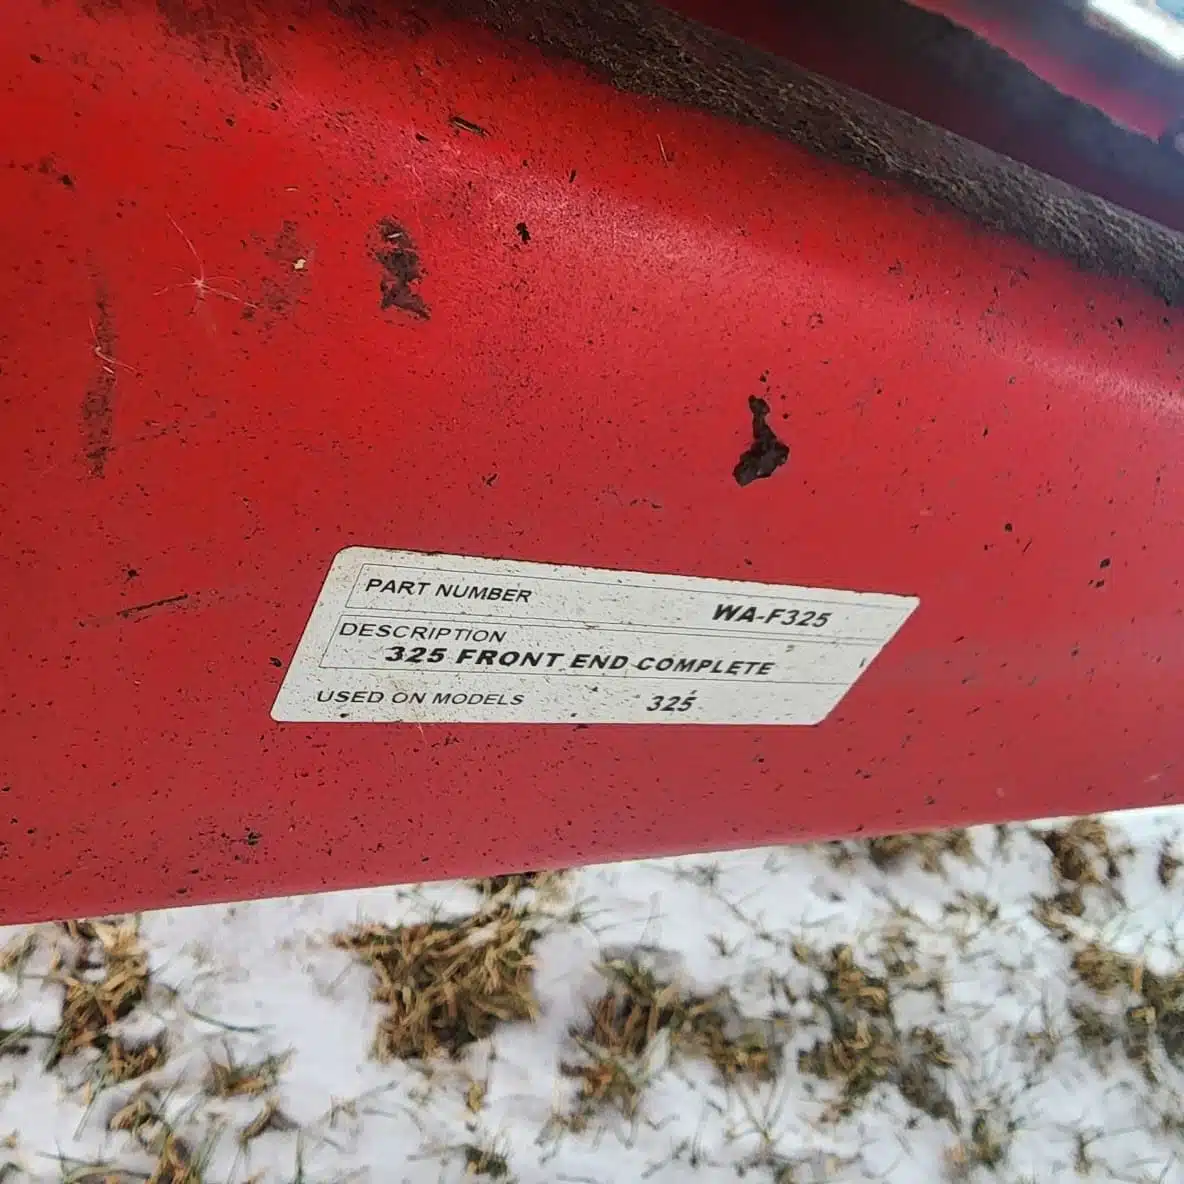 PART NUMBER WA-F325
DESCRIPTION
325 FRONT END COMPLETE
USED ON MODELS 325